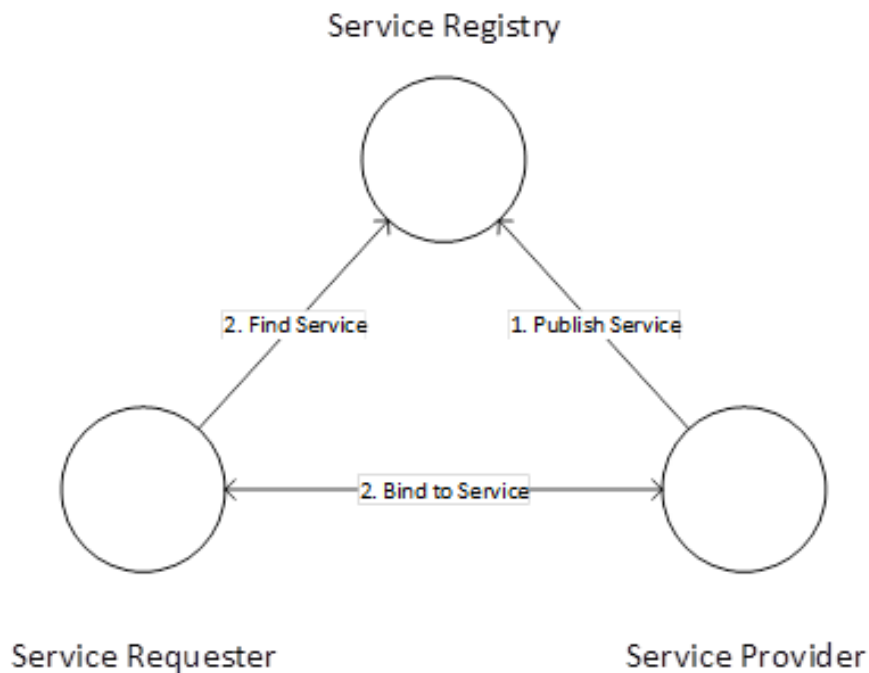 Service Registry
2. Find Service
1. Publish Service
2. Bind to Service
Service Requester
Service Provider